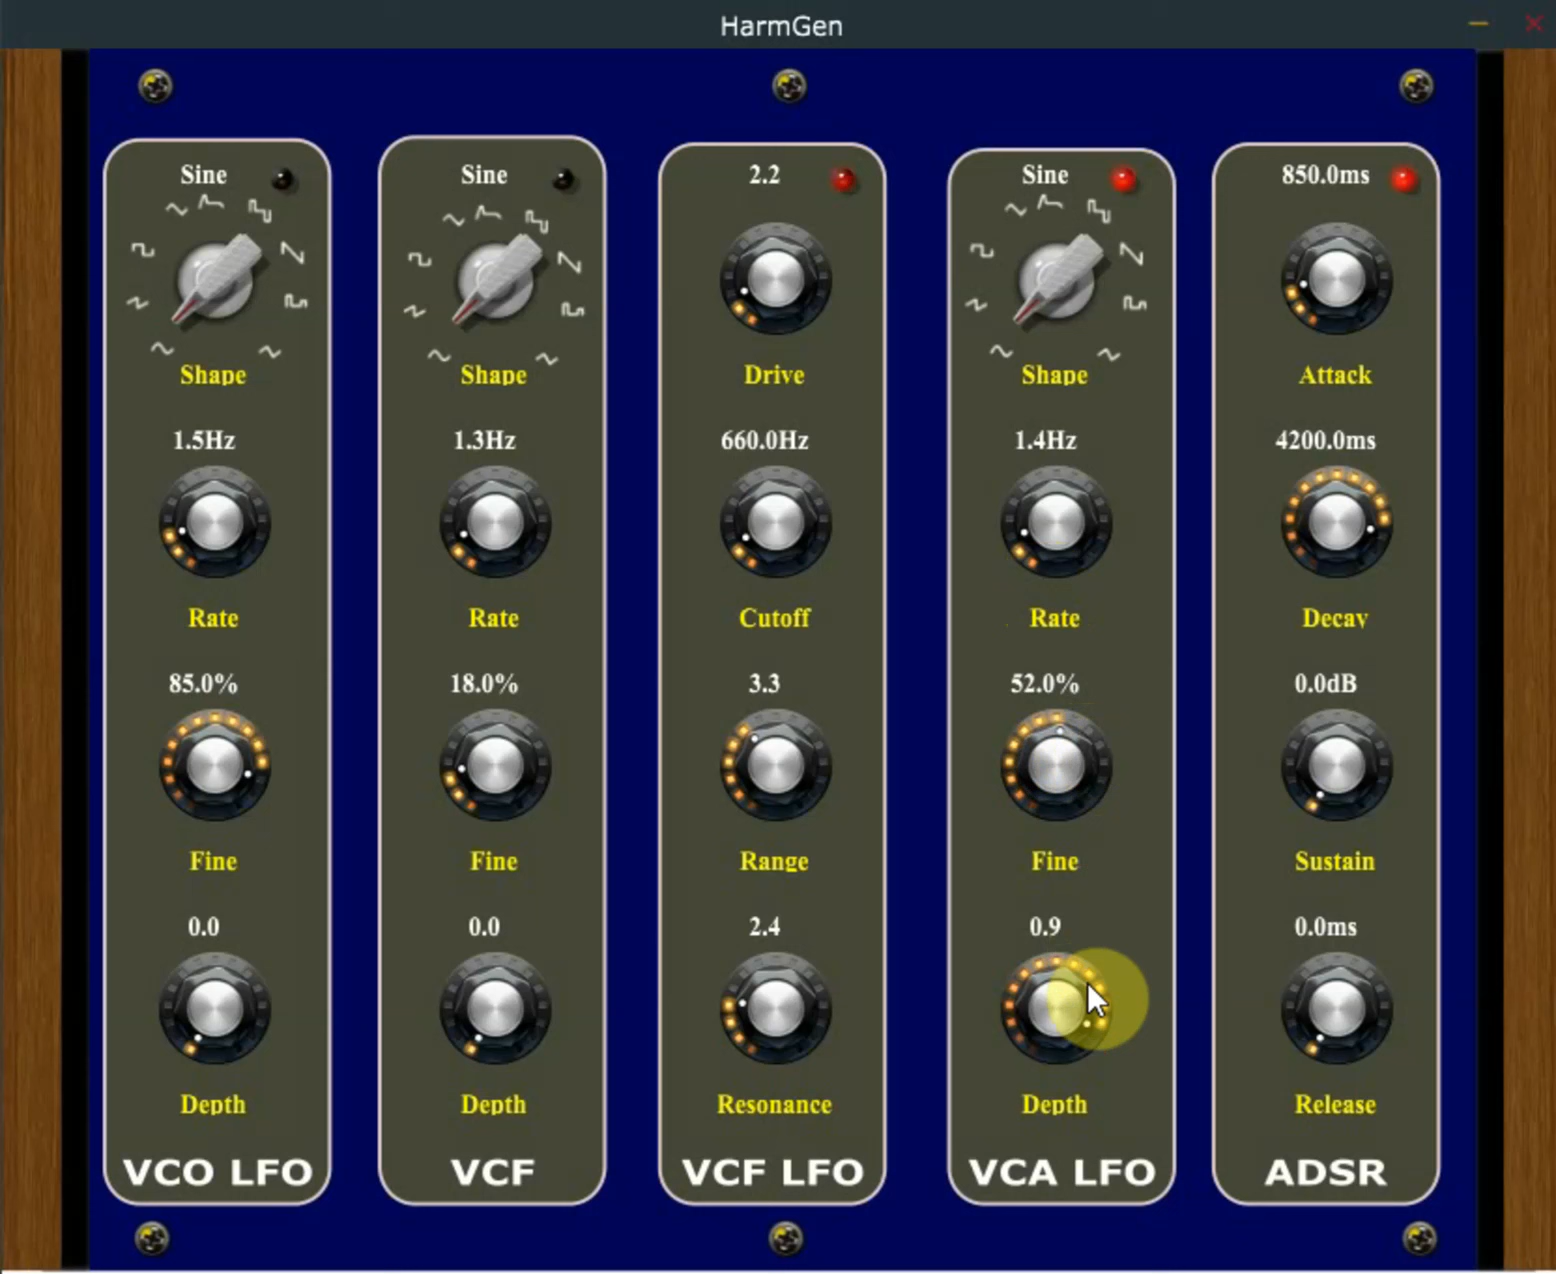 HarmGen
Sine
Shape
1.5Hz
Rate
85.0%
Fine
0.0
Depth
VCO LFO
Sine
Shape
1.3Hz
Rate
18.0%
Fine
0.0
Depth
VCF
2.2
Drive
660.0Hz
Cutoff
3.3
Range
2.4
Resonance
VCF LFO
Sine
Shape
1.4Hz
Rate
52.0%
Fine
0.9
Depth
VCA LFO
850.0ms
Attack
4200.0ms
Decay
0.0dB
Sustain
0.0ms
Release
ADSR